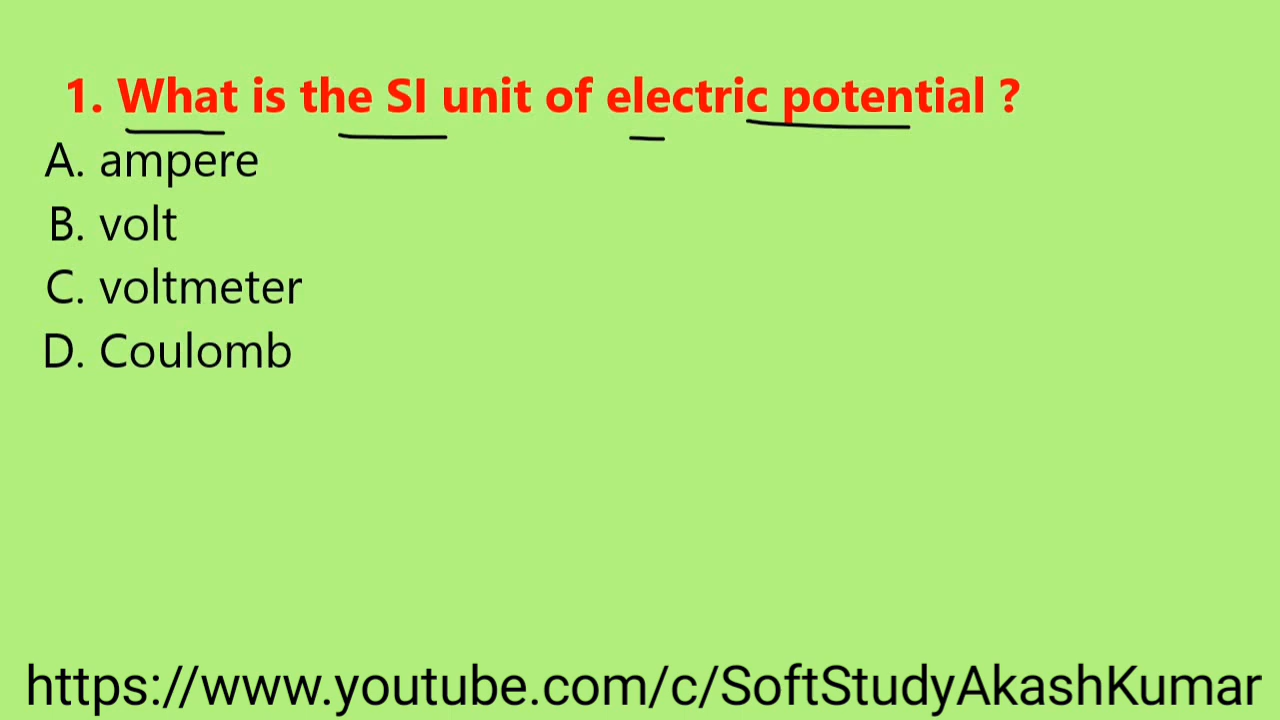 1. What is the SI unit of electric potential ?
A. ampere
B. volt
C. voltmeter
D. Coulomb
https://www.youtube.com/c/SoftStudyAkashKumar